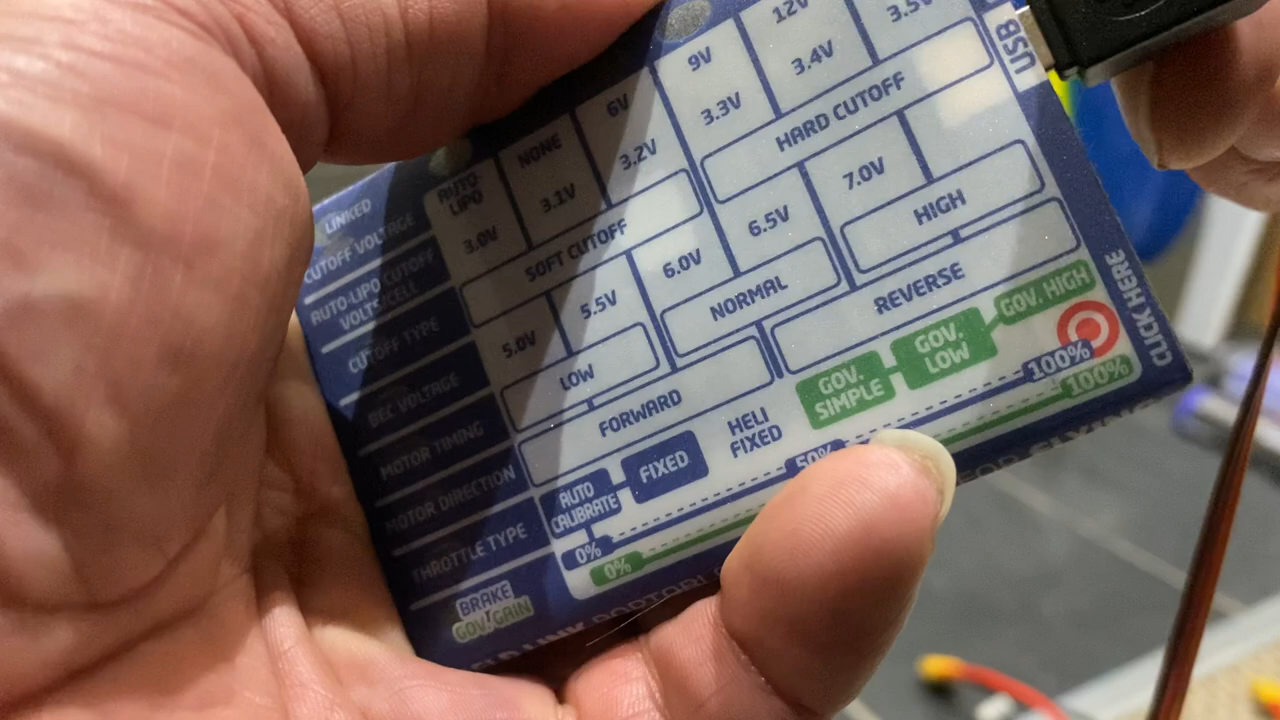 LINKED
CUTOFF VOLTAGE
AUTO-LIPO CUTOFF
VOLTS/CELL
CUTOFF TYPE
BEC VOLTAGE
MOTOR TIMING
MOTOR DIRECTION
THROTTLE TYPE
BRAKE
GOV. GAIN
AUTO-
LIPO
NONE
6V
9V
12V
3.0V
3.1V
3.2V
3.3V
3.4V
3.5V
SOFT CUTOFF
HARD CUTOFF
5.0V
5.5V
6.0V
6.5V
7.0V
LOW
NORMAL
HIGH
FORWARD
REVERSE
AUTO
CALIBRATE
FIXED
HELI
FIXED
GOV.
SIMPLE
GOV.
LOW
GOV. HIGH
0%
50%
100%
0%
100%
USB
CLICK HERE
LINK